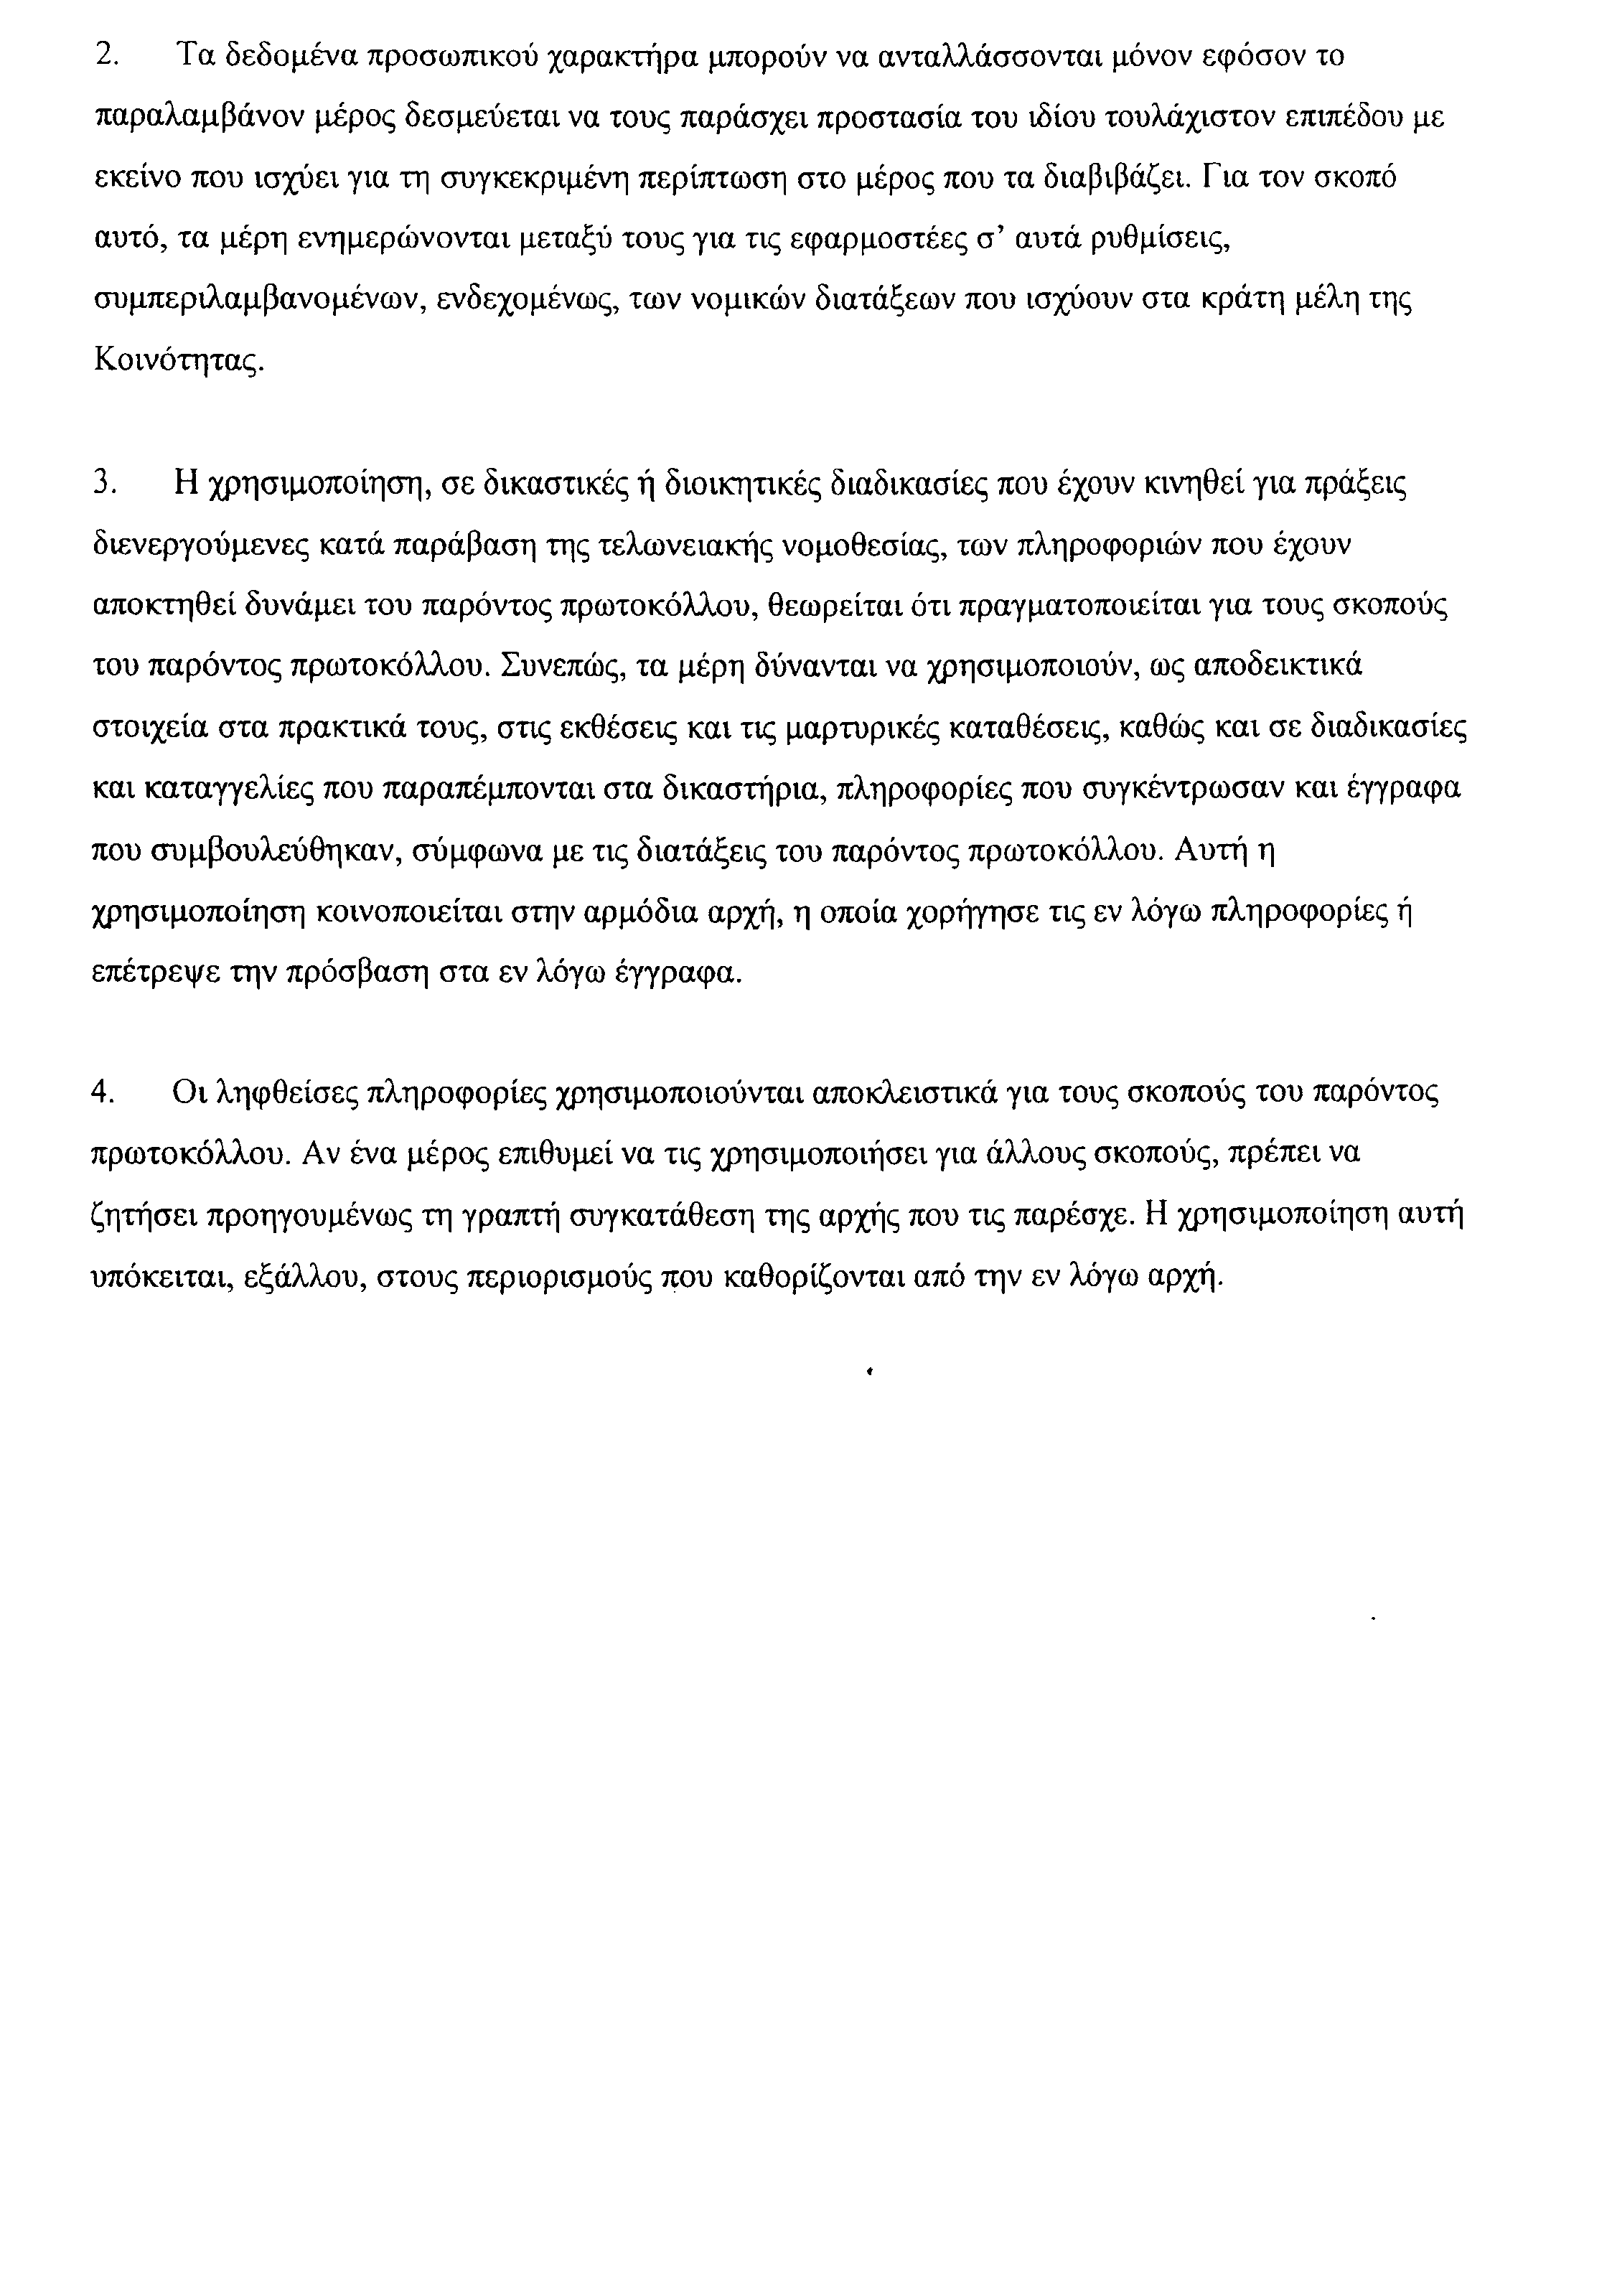 2. Τα δεδομένα προσωπικού χαρακτήρα μπορούν να ανταλλάσσονται μόνον εφόσον το
παραλαμβάνον μέρος δεσμεύεται να τους παράσχει προστασία του ιδίου τουλάχιστον επιπέδου με
εκείνο που ισχύει για τη συγκεκριμένη περίπτωση στο μέρος που τα διαβιβάζει. Για τον σκοπό
αυτό, τα μέρη ενημερώνονται μεταξύ τους για τις εφαρμοστέες σ’ αυτά ρυθμίσεις,
συμπεριλαμβανομένων, ενδεχομένως, των νομικών διατάξεων που ισχύουν στα κράτη μέλη της
Κοινότητας.
3. Η χρησιμοποίηση, σε δικαστικές ή διοικητικές διαδικασίες που έχουν κινηθεί για πράξεις
διενεργούμενες κατά παράβαση της τελωνειακής νομοθεσίας, των πληροφοριών που έχουν
αποκτηθεί δυνάμει του παρόντος πρωτοκόλλου, θεωρείται ότι πραγματοποιείται για τους σκοπούς
του παρόντος πρωτοκόλλου. Συνεπώς, τα μέρη δύνανται να χρησιμοποιούν, ως αποδεικτικά
στοιχεία στα πρακτικά τους, στις εκθέσεις και τις μαρτυρικές καταθέσεις, καθώς και σε διαδικασίες
και καταγγελίες που παραπέμπονται στα δικαστήρια, πληροφορίες που συγκέντρωσαν και έγγραφα
που συμβουλεύθηκαν, σύμφωνα με τις διατάξεις του παρόντος πρωτοκόλλου. Αυτή η
χρησιμοποίηση κοινοποιείται στην αρμόδια αρχή, η οποία χορήγησε τις εν λόγω πληροφορίες ή
επέτρεψε την πρόσβαση στα εν λόγω έγγραφα.
4. Οι ληφθείσες πληροφορίες χρησιμοποιούνται αποκλειστικά για τους σκοπούς του παρόντος
πρωτοκόλλου. Αν ένα μέρος επιθυμεί να τις χρησιμοποιήσει για άλλους σκοπούς, πρέπει να
ζητήσει προηγουμένως τη γραπτή συγκατάθεση της αρχής που τις παρέσχε. Η χρησιμοποίηση αυτή
υπόκειται, εξάλλου, στους περιορισμούς που καθορίζονται από την εν λόγω αρχή.